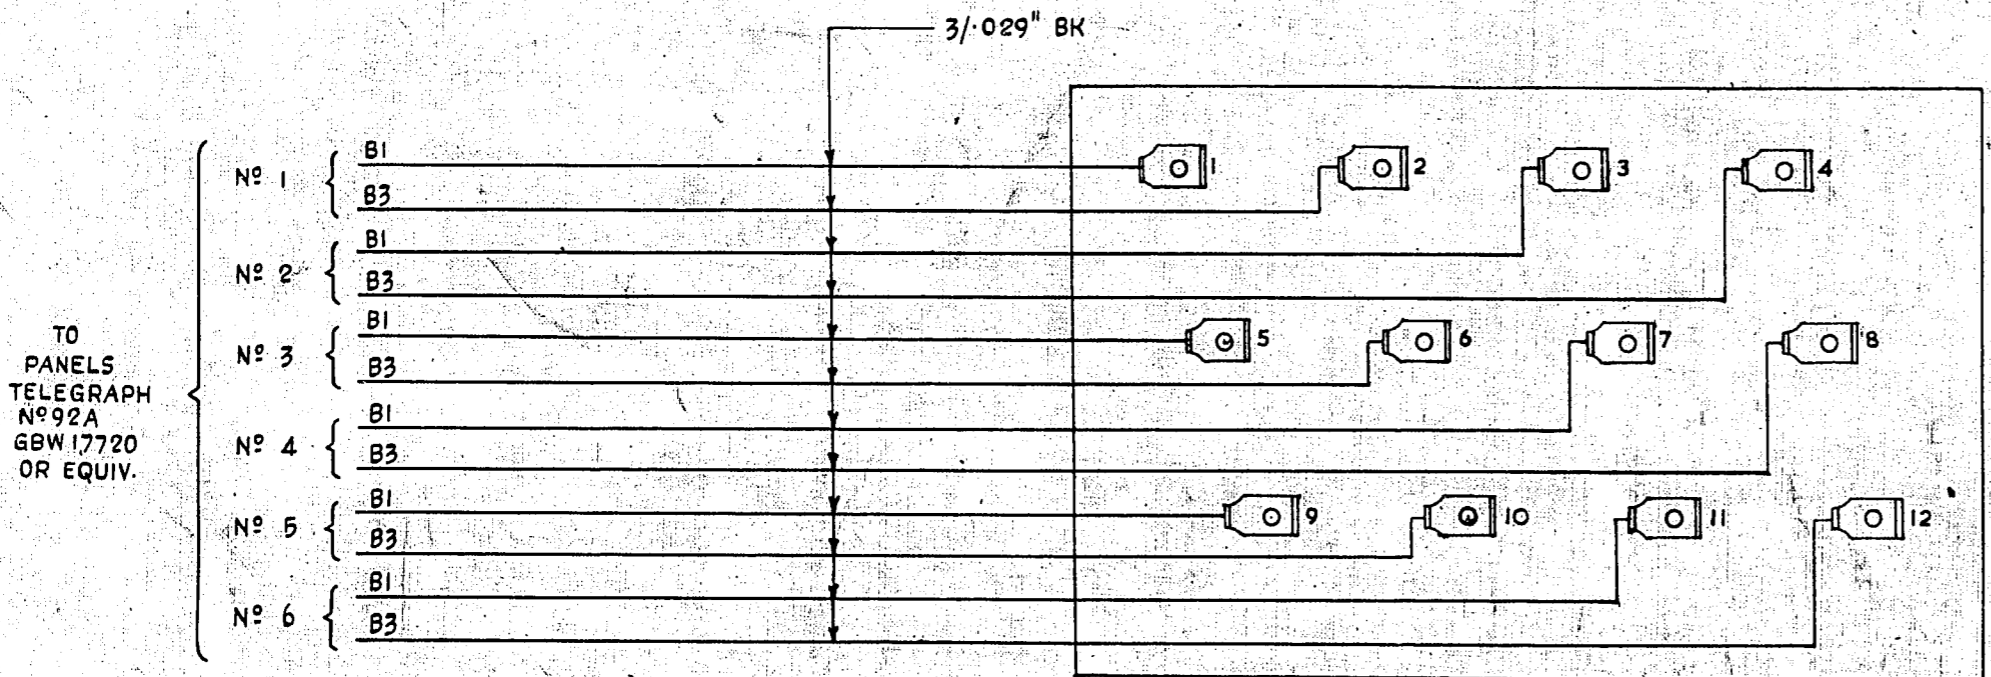 3/.029" BK
Nº 1
B1
B3
1
2
3
4
Nº 2
B1
B3
Nº 3
B1
B3
5
6
7
8
Nº 4
B1
B3
Nº 5
B1
B3
9
10
11
12
Nº 6
B1
B3
TO
PANELS
TELEGRAPH
Nº 92A
GBW 17720
OR EQUIV.